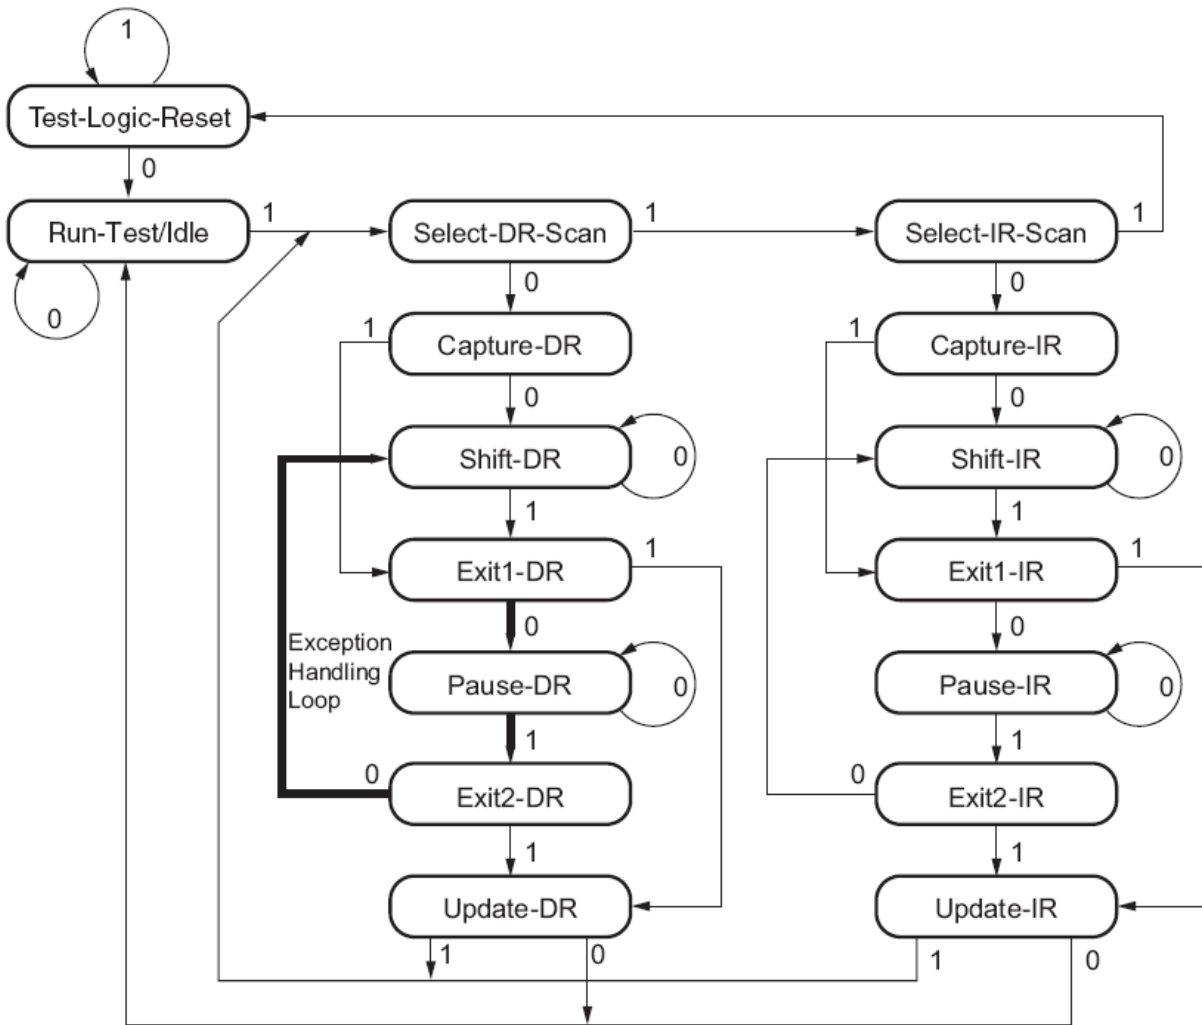 1
Test-Logic-Reset
0
Run-Test/Idle
1
Select-DR-Scan
1
Select-IR-Scan
1
0
0
0
1
Capture-DR
1
Capture-IR
0
0
Shift-DR
0
Shift-IR
0
1
1
Exit1-DR
1
Exit1-IR
1
0
0
Exception
Handling
Loop
Pause-DR
0
Pause-IR
0
1
1
0
Exit2-DR
0
Exit2-IR
1
1
Update-DR
Update-IR
1
0
1
0